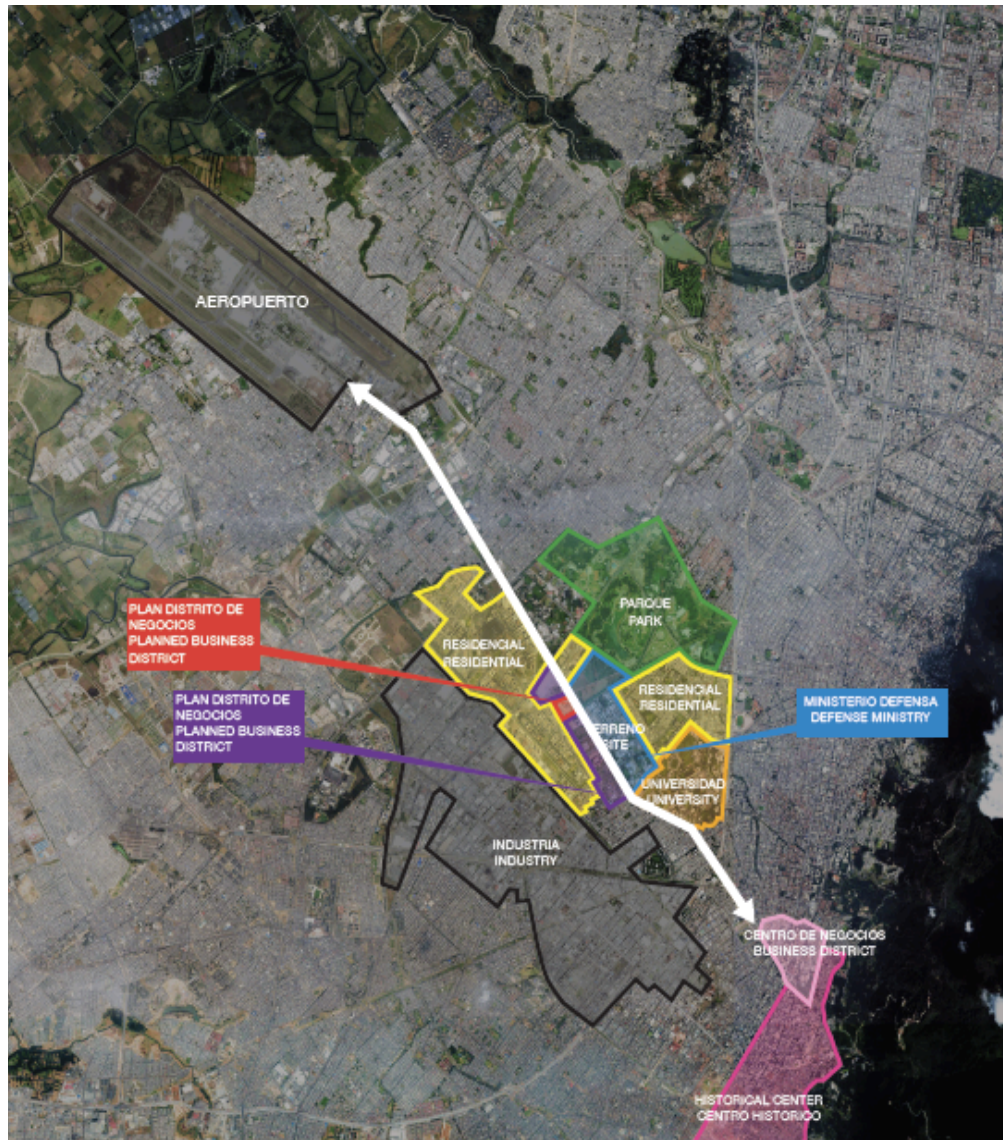 AEROPUERTO
PARQUE
PARK
PLAN DISTRITO DE
NEGOCIOS
PLANNED BUSINESS
DISTRICT
RESIDENCIAL
RESIDENTIAL
RESIDENCIAL
RESIDENTIAL
PLAN DISTRITO DE
NEGOCIOS
PLANNED BUSINESS
DISTRICT
MINISTERIO DEFENSA
DEFENSE MINISTRY
ERRENO
SITE
UNIVERSIDAD
UNIVERSITY
INDUSTRIA
INDUSTRY
CENTRO DE NEGOCIOS
BUSINESS DISTRICT
HISTORICAL CENTER
CENTRO HISTORICO